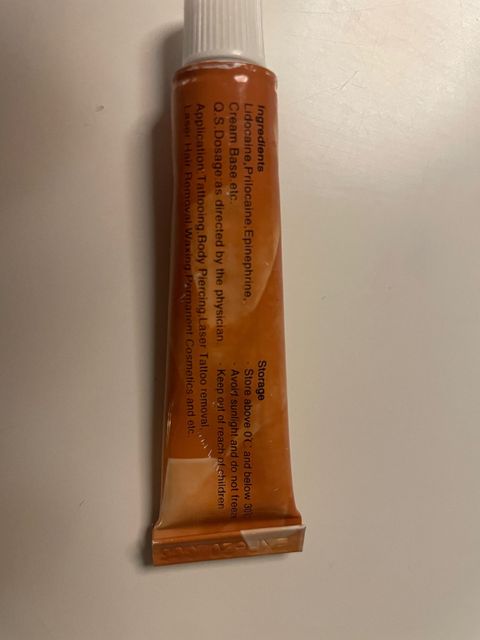 Ingredients
Lidocaine,Prilocaine,Epinephrine,
Cream Base etc.
Q.S.Dosage as directed by the physician.
Application:Tattooing,Body Piercing,Laser Tattoo removal,
Laser Hair Removal,Waxing Permanent Cosmetics and etc
Storage
· Store above 0°C and below 30
· Avoid sunlight and do not freeze
· Keep out of reach of children